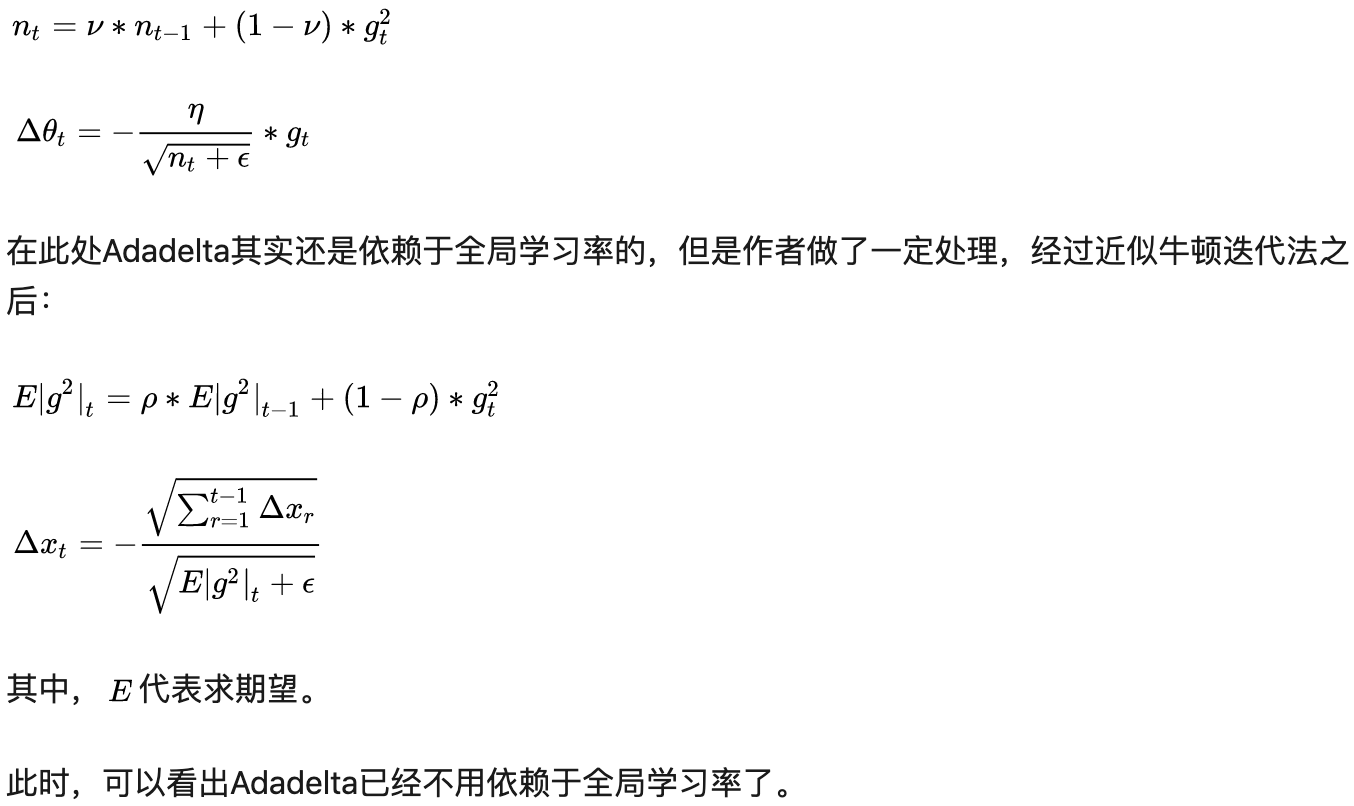 $n_t = \nu * n_{t-1} + (1 - \nu) * g_t^2$
$\Delta\theta_t = -\frac{\eta}{\sqrt{n_t + \epsilon}} * g_t$
在此处Adadelta其实还是依赖于全局学习率的，但是作者做了一定处理，经过近似牛顿迭代法之
后：
$E|g^2|_t = \rho * E|g^2|_{t-1} + (1 - \rho) * g_t^2$
$\Delta x_t = -\frac{\sqrt{\sum_{r=1}^{t-1} \Delta x_r}}{\sqrt{E|g^2|_t + \epsilon}}$
其中， $E$ 代表求期望。
此时，可以看出Adadelta已经不用依赖于全局学习率了。